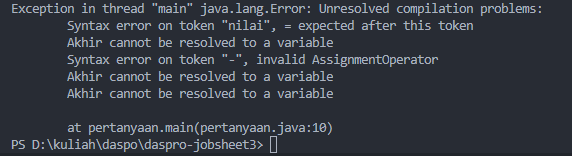 Exception in thread "main" java.lang.Error: Unresolved compilation problems:
Syntax error on token "nilai", = expected after this token
Akhir cannot be resolved to a variable
Syntax error on token "-", invalid AssignmentOperator
Akhir cannot be resolved to a variable
Akhir cannot be resolved to a variable
at pertanyaan.main(pertanyaan.java:10)
PS D:\kuliah\daspo\daspro-jobsheet3>